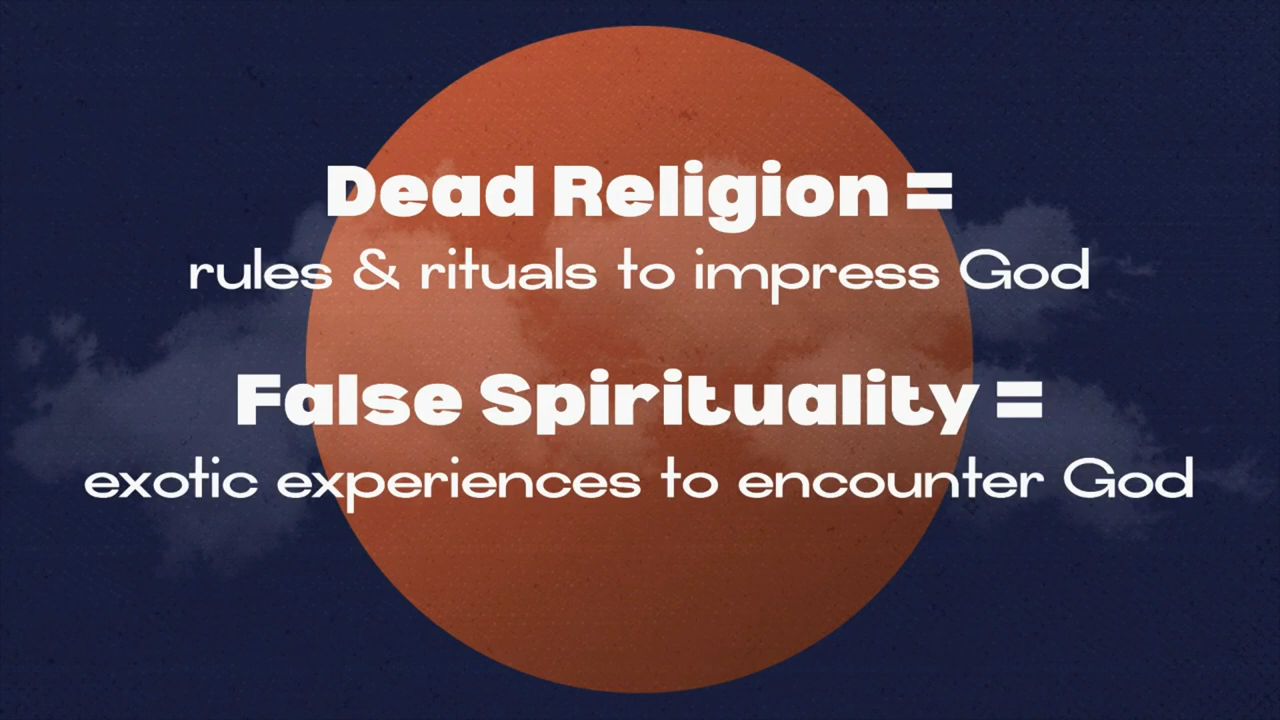 Dead Religion =
rules & rituals to impress God
False Spirituality =
exotic experiences to encounter God